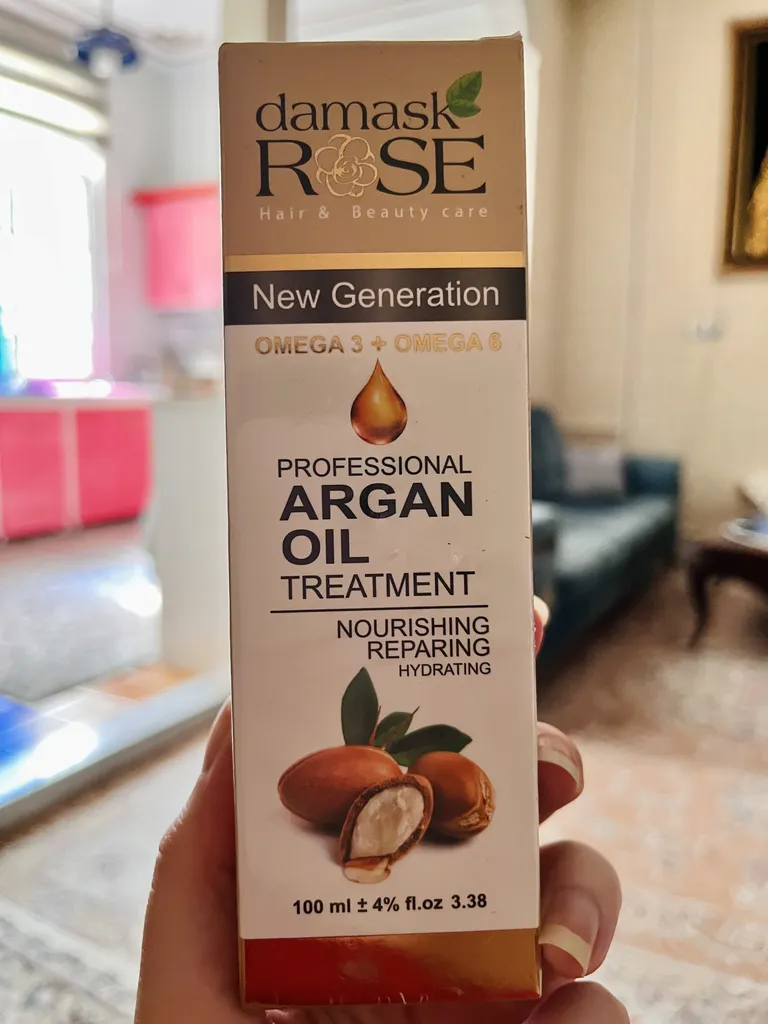 damask
ROSE
Hair & Beauty care
New Generation
OMEGA 3 + OMEGA 6
PROFESSIONAL
ARGAN
OIL
TREATMENT
NOURISHING
REPARING
HYDRATING
100 ml ± 4% fl.oz 3.38